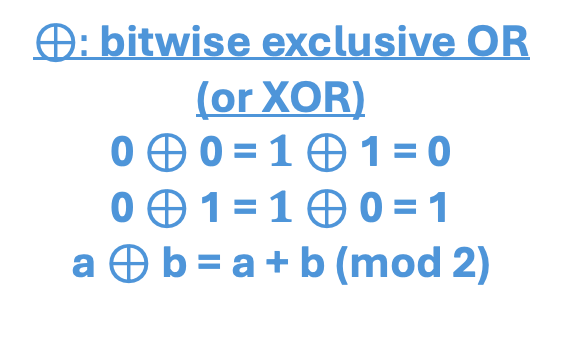 ⊕: bitwise exclusive OR
(or XOR)
0 ⊕ 0 = 1 ⊕ 1 = 0
0 ⊕ 1 = 1 ⊕ 0 = 1
a ⊕ b = a + b (mod 2)